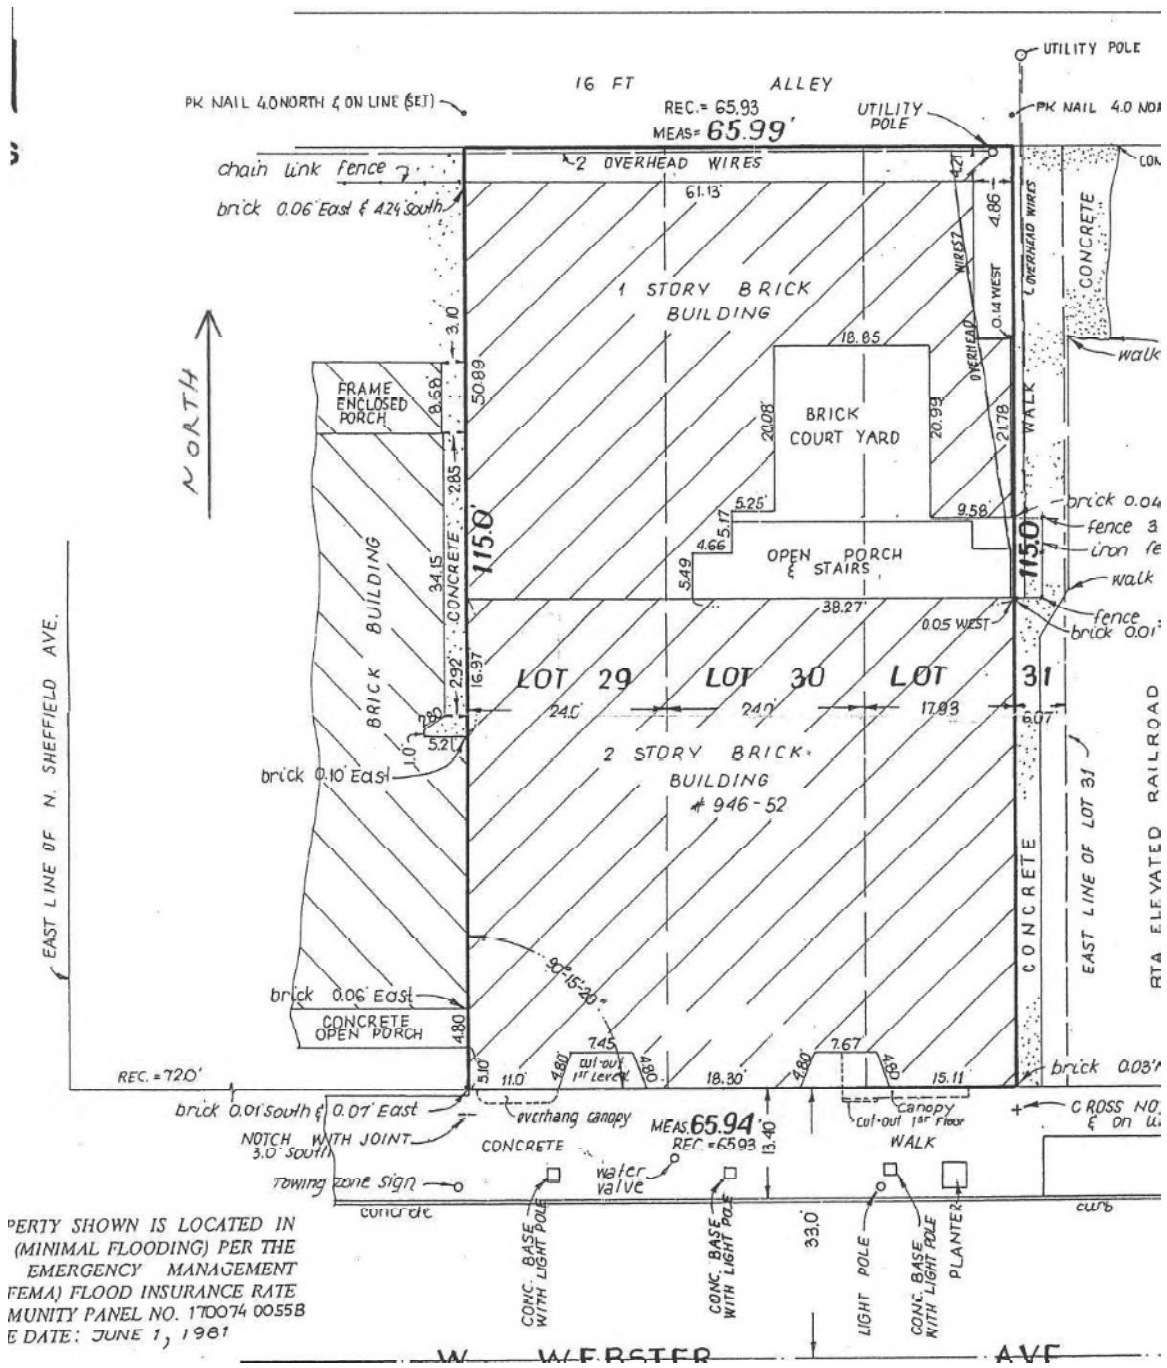 UTILITY POLE
16 FT ALLEY
PK NAIL 4.0 NORTH & ON LINE (SET)
REC.= 65.93
MEAS= 65.99'
UTILITY
POLE
PK NAIL 4.0 NOR
chain link fence
2 OVERHEAD WIRES
4.21'
61.13'
brick 0.06' East & 4.24' South
4.86
OVERHEAD WIRES
CONCRETE
WIRES
OVERHEAD
0.14 WEST
1 STORY BRICK
BUILDING
3.10
18.85
walk
NORTH
FRAME
ENCLOSED
PORCH
8.68
50.89
20.08'
BRICK
COURT YARD
20.99
21.78
WALK
2.85
5.25'
5.17
4.66
9.58'
brick 0.04
fence 3
iron fe
115.0'
115.0'
OPEN PORCH
& STAIRS
5.49
walk
BRICK BUILDING
34.15
CONCRETE
38.27'
0.05 WEST
fence
brick 0.01'
EAST LINE OF N. SHEFFIELD AVE.
2.92
16.97
LOT 29
LOT 30
LOT 31
24.0'
24.0'
17.93
6.07'
2.80
1.0'
5.21'
brick 0.10' East
2 STORY BRICK
BUILDING
# 946-52
CONCRETE
EAST LINE OF LOT 31
RTA ELEVATED RAILROAD
90°-15'-20"
brick 0.06' East
CONCRETE
OPEN PORCH
4.80
REC. = 72.0'
5.10'
11.0'
4.80'
7.45
cut-out
1st Level
4.80'
18.30'
4.80'
7.67
4.80'
15.11
brick 0.03' N
brick 0.01' South & 0.07' East
overhang canopy
MEAS. 65.94'
REC = 65.93
13.40
canopy
cut-out 1st Floor
CROSS NO
& on
NOTCH WITH JOINT
3.0' South
CONCRETE
WALK
Towing zone sign
water
valve
concrete
curb
CONC. BASE
WITH LIGHT POLE
CONC. BASE
WITH LIGHT POLE
33.0'
LIGHT POLE
CONC. BASE
WITH LIGHT POLE
PLANTER
PERTY SHOWN IS LOCATED IN
(MINIMAL FLOODING) PER THE
EMERGENCY MANAGEMENT
FEMA) FLOOD INSURANCE RATE
MUNITY PANEL NO. 170074 0055B
E DATE: JUNE 1, 1981
W. WEBSTER AVE.